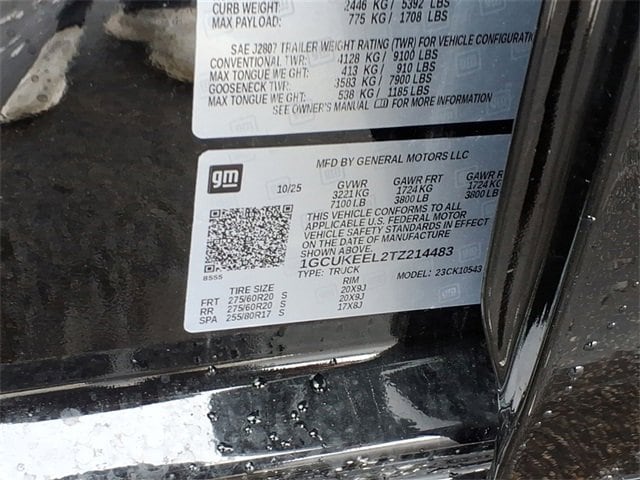 CURB WEIGHT: 2446 KG / 5392 LBS
MAX PAYLOAD: 775 KG / 1708 LBS
SAE J2807 TRAILER WEIGHT RATING (TWR) FOR VEHICLE CONFIGURATION
CONVENTIONAL TWR: 4128 KG / 9100 LBS
MAX TONGUE WEIGHT: 413 KG / 910 LBS
GOOSENECK TWR: 3583 KG / 7900 LBS
MAX TONGUE WEIGHT: 538 KG / 1185 LBS
SEE OWNER'S MANUAL FOR MORE INFORMATION
gm
MFD BY GENERAL MOTORS LLC
10/25 GVWR GAWR FRT GAWR RR
3221 KG 1724 KG 1724 KG
7100 LB 3800 LB 3800 LB
THIS VEHICLE CONFORMS TO ALL
APPLICABLE U.S. FEDERAL MOTOR
VEHICLE SAFETY STANDARDS IN EFFECT
ON THE DATE OF MANUFACTURE
SHOWN ABOVE.
1GCUKEEL2TZ214483
8555 TYPE: TRUCK MODEL: 23CK10543
TIRE SIZE RIM
FRT 275/60R20 S 20X9J
RR 275/60R20 S 20X9J
SPA 255/80R17 S 17X8J